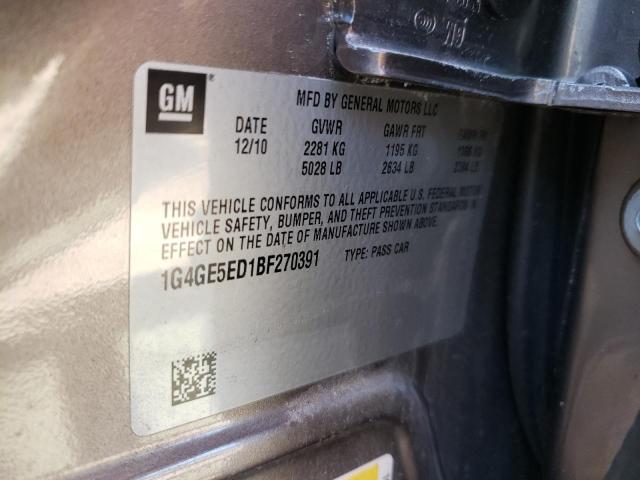 GM
MFD BY GENERAL MOTORS LLC
DATE GVWR GAWR FRT
12/10 2281 KG 1195 KG
5028 LB 2634 LB LB
THIS VEHICLE CONFORMS TO ALL APPLICABLE U.S. FEDERAL MOTOR
VEHICLE SAFETY, BUMPER, AND THEFT PREVENTION STANDARDS IN
EFFECT ON THE DATE OF MANUFACTURE SHOWN ABOVE.
1G4GE5ED1BF270391 TYPE: PASS CAR